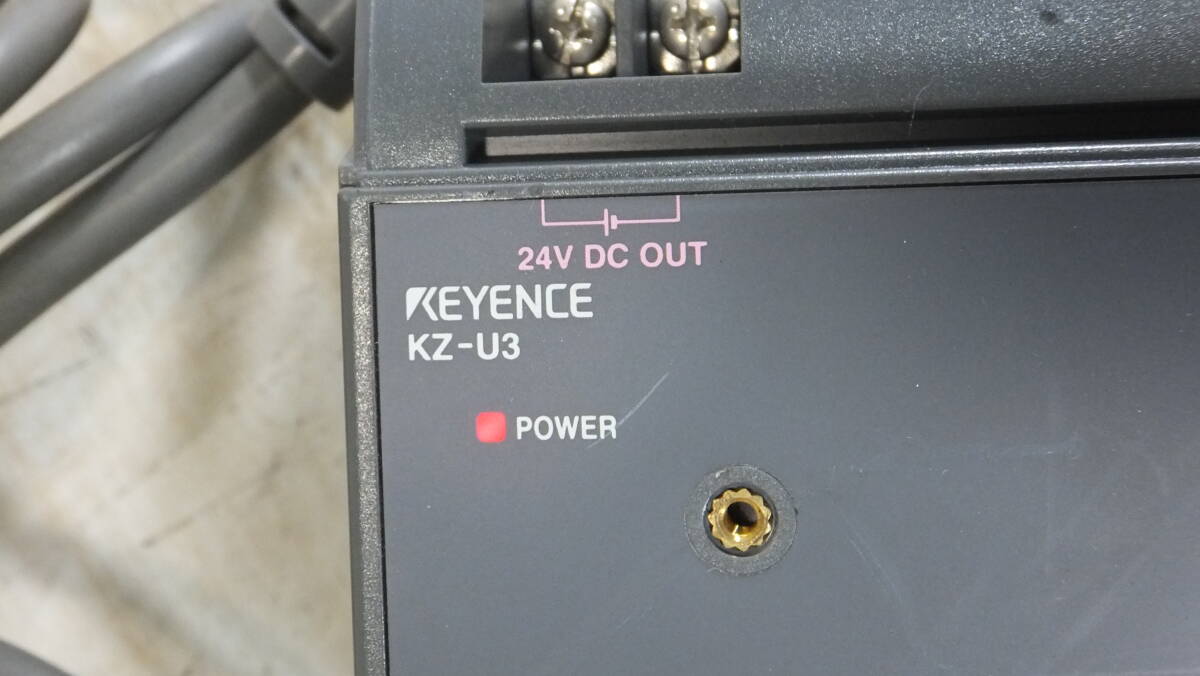 24V DC OUT
KEYENCE
KZ-U3
POWER